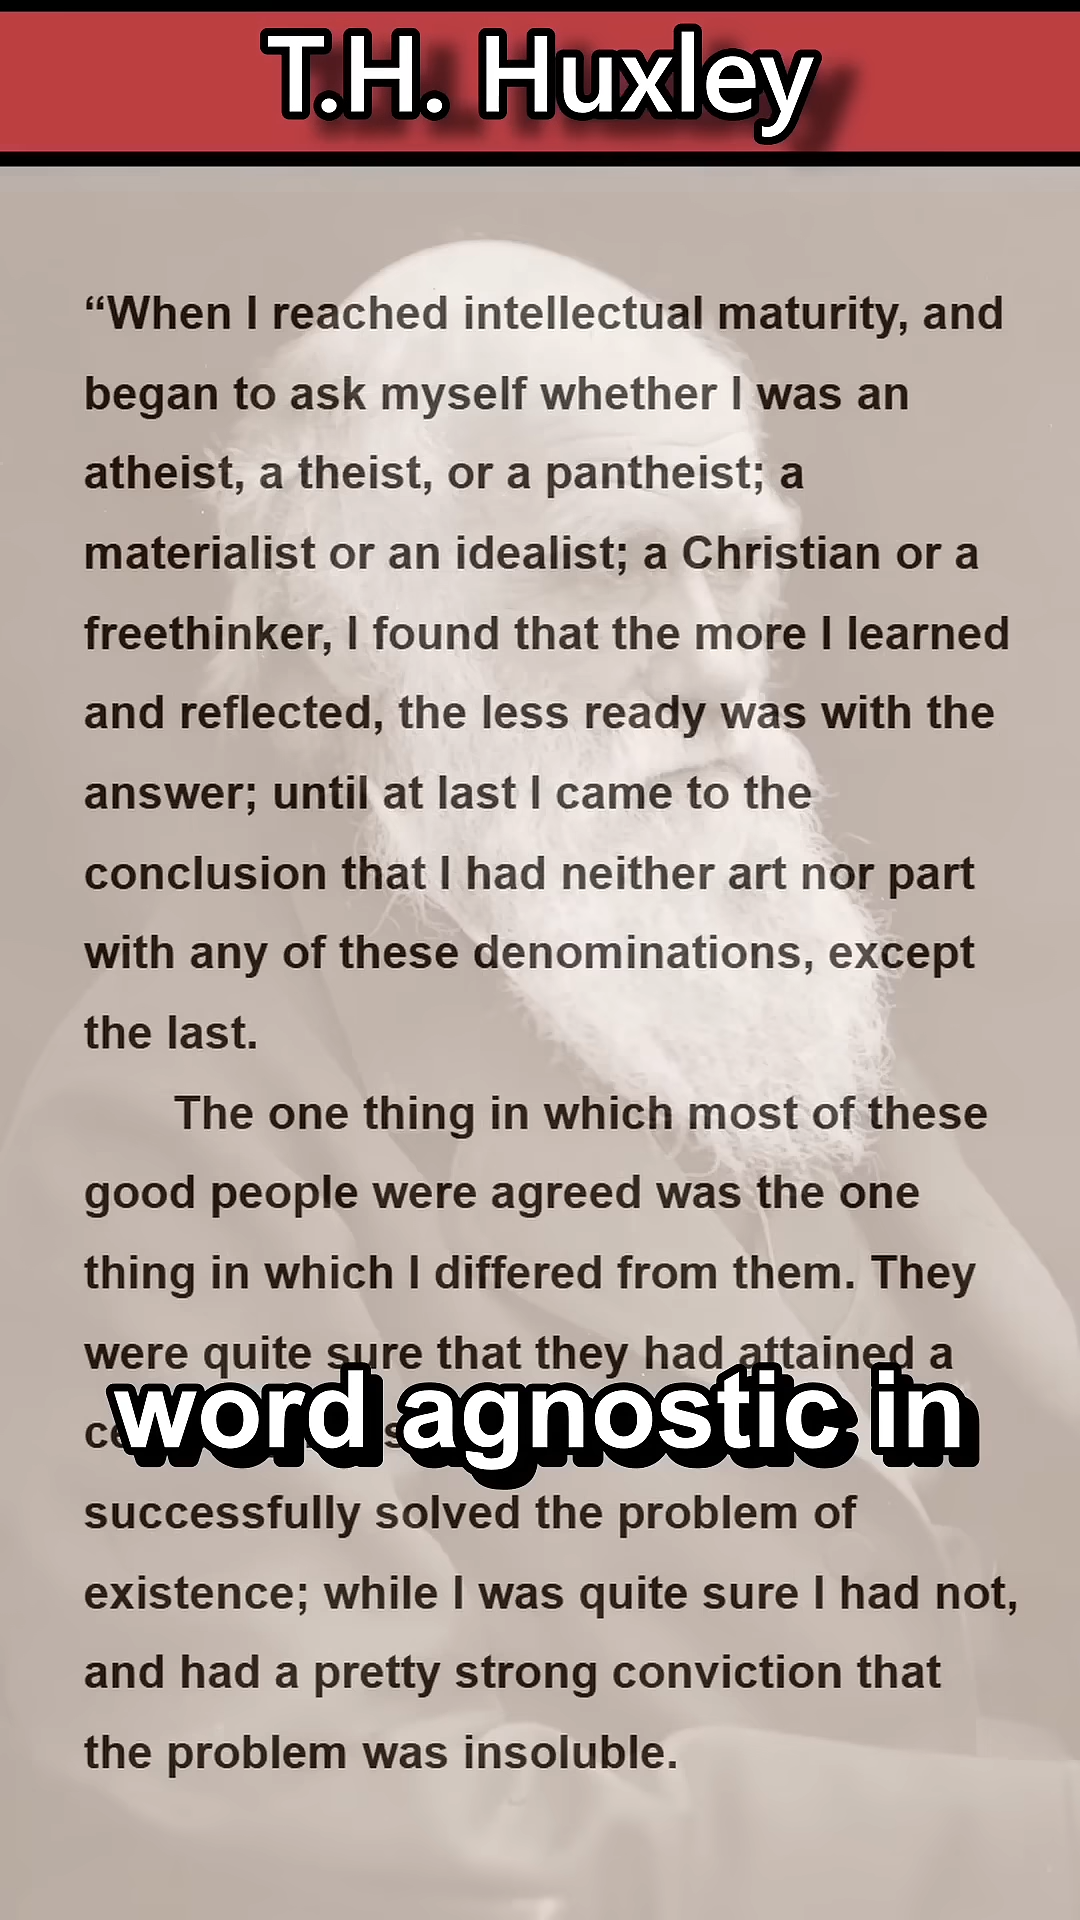 T.H. Huxley
“When I reached intellectual maturity, and
began to ask myself whether I was an
atheist, a theist, or a pantheist; a
materialist or an idealist; a Christian or a
freethinker, I found that the more I learned
and reflected, the less ready was with the
answer; until at last I came to the
conclusion that I had neither art nor part
with any of these denominations, except
the last.
The one thing in which most of these
good people were agreed was the one
thing in which I differed from them. They
were quite sure that they had attained a
word agnostic in
successfully solved the problem of
existence; while I was quite sure I had not,
and had a pretty strong conviction that
the problem was insoluble.